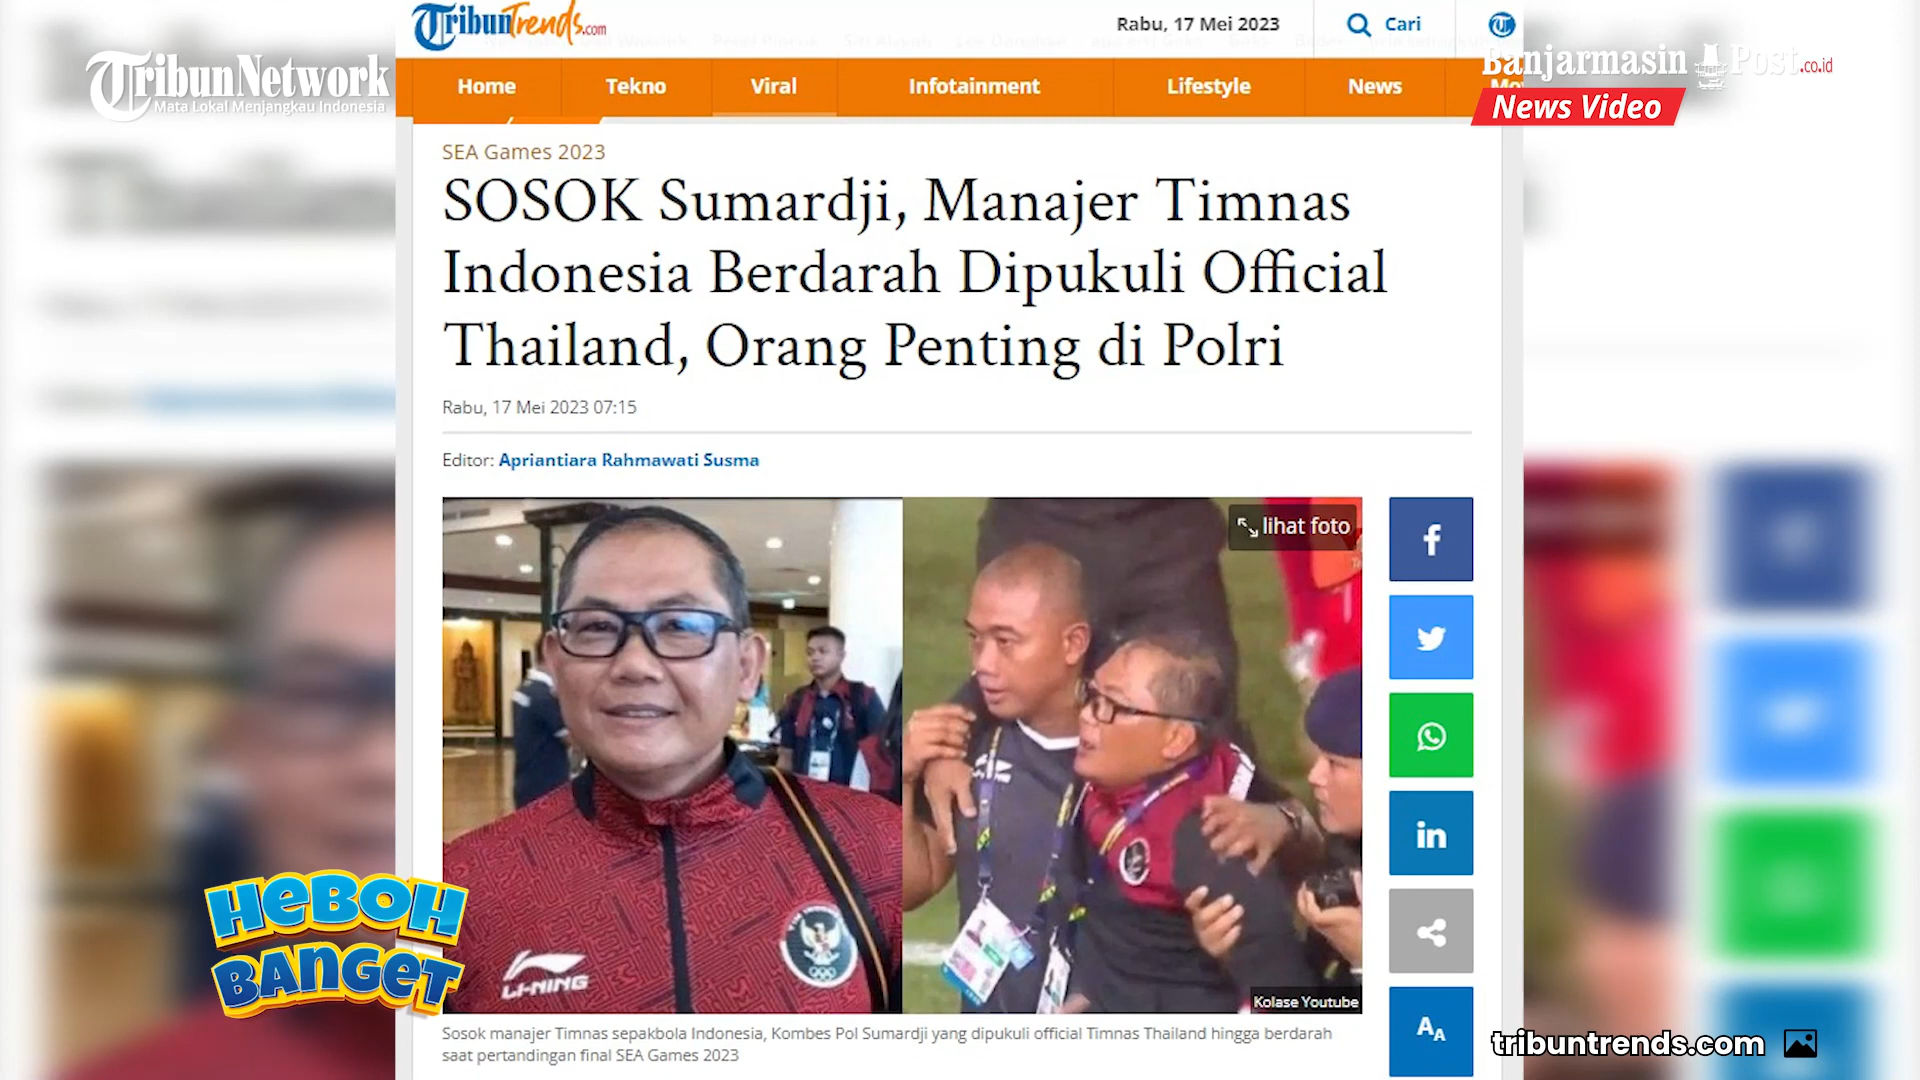 TribunTrends.com
Rabu, 17 Mei 2023
Cari
TribunNetwork
Mata Lokal Menjangkau Indonesia
Banjarmasin Post.co.id
News Video
Home
Tekno
Viral
Infotainment
Lifestyle
News
SEA Games 2023
SOSOK Sumardji, Manajer Timnas
Indonesia Berdarah Dipukuli Official
Thailand, Orang Penting di Polri
Rabu, 17 Mei 2023 07:15
Editor: Apriantiara Rahmawati Susma
lihat foto
LI-NING
Kolase Youtube
HEBOH
BANGET
Sosok manajer Timnas sepakbola Indonesia, Kombes Pol Sumardji yang dipukuli official Timnas Thailand hingga berdarah
saat pertandingan final SEA Games 2023
AA
tribuntrends.com